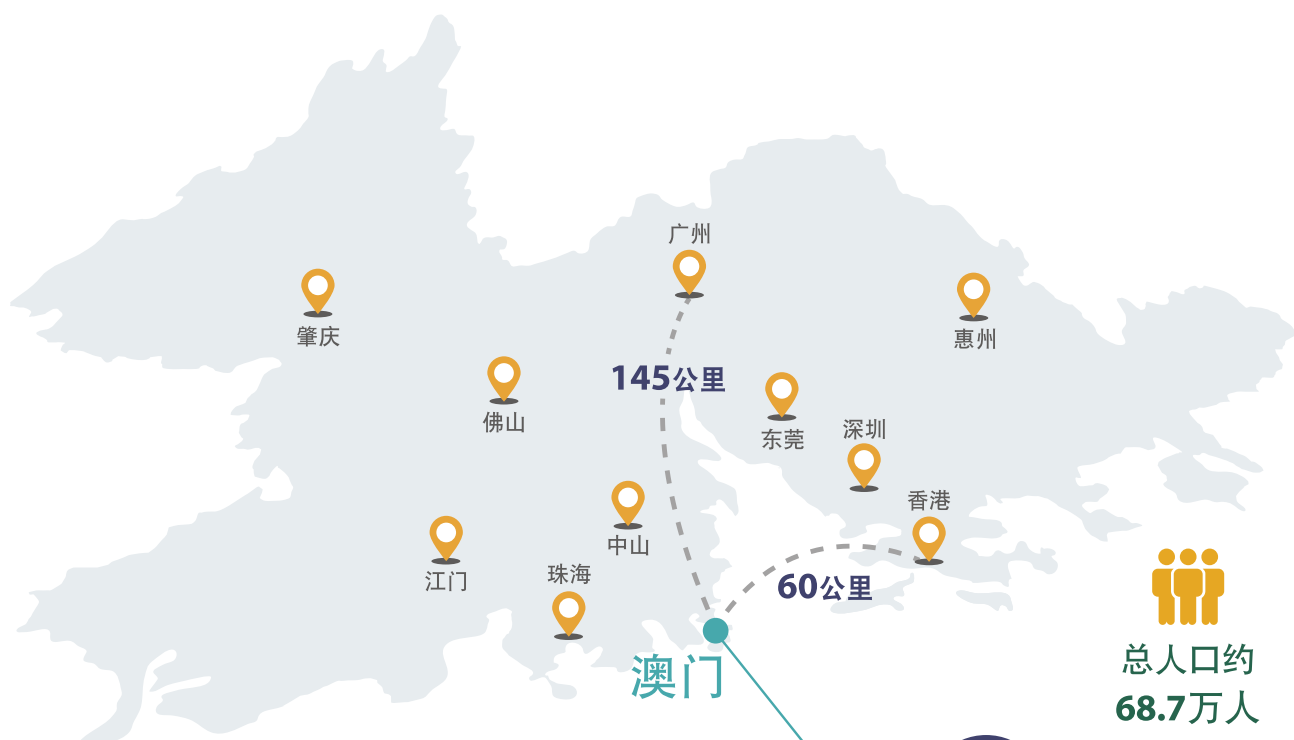 广州
肇庆
惠州
145公里
佛山
东莞
深圳
香港
中山
江门
珠海
60公里
澳门
总人口约
68.7万人